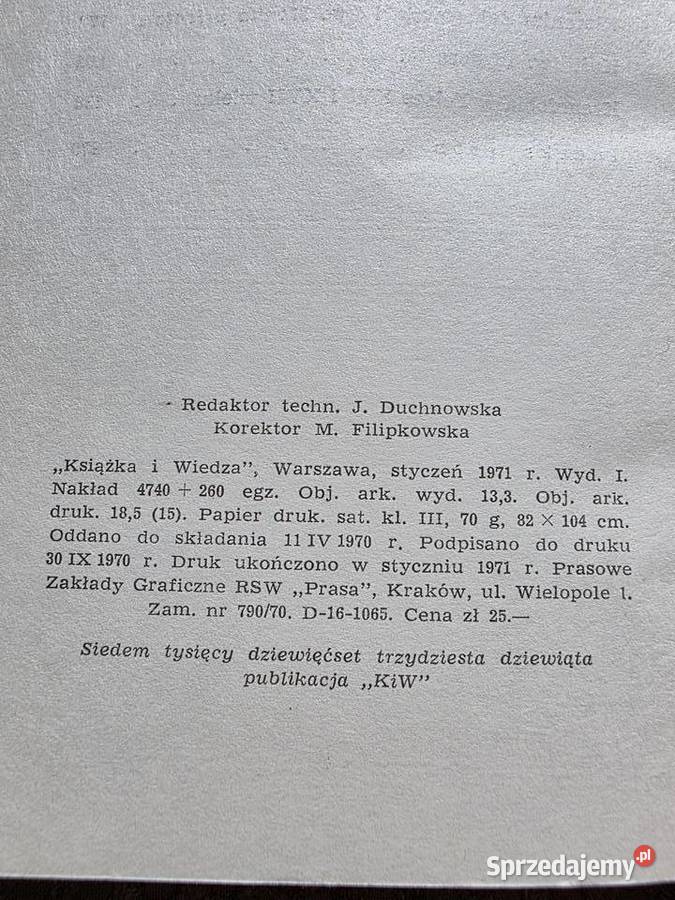 Redaktor techn. J. Duchnowska
Korektor M. Filipkowska
„Książka i Wiedza”, Warszawa, styczeń 1971 r. Wyd. I.
Nakład 4740 + 260 egz. Obj. ark. wyd. 13,3. Obj. ark.
druk. 18,5 (15). Papier druk. sat. kl. III, 70 g, 82 × 104 cm.
Oddano do składania 11 IV 1970 r. Podpisano do druku
30 IX 1970 r. Druk ukończono w styczniu 1971 r. Prasowe
Zakłady Graficzne RSW „Prasa”, Kraków, ul. Wielopole 1.
Zam. nr 790/70. D-16-1065. Cena zł 25.—
Siedem tysięcy dziewięćset trzydziesta dziewiąta
publikacja „KiW”
Sprzedajemy.pl